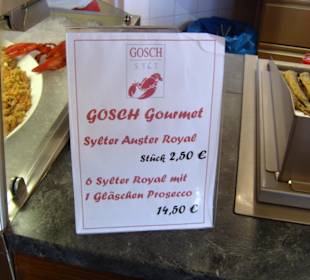 GOSCH
SYLT
GOSCH Gourmet
Sylter Auster Royal
Stück 2,50 €
6 Sylter Royal mit
1 Gläschen Prosecco
14,50 €